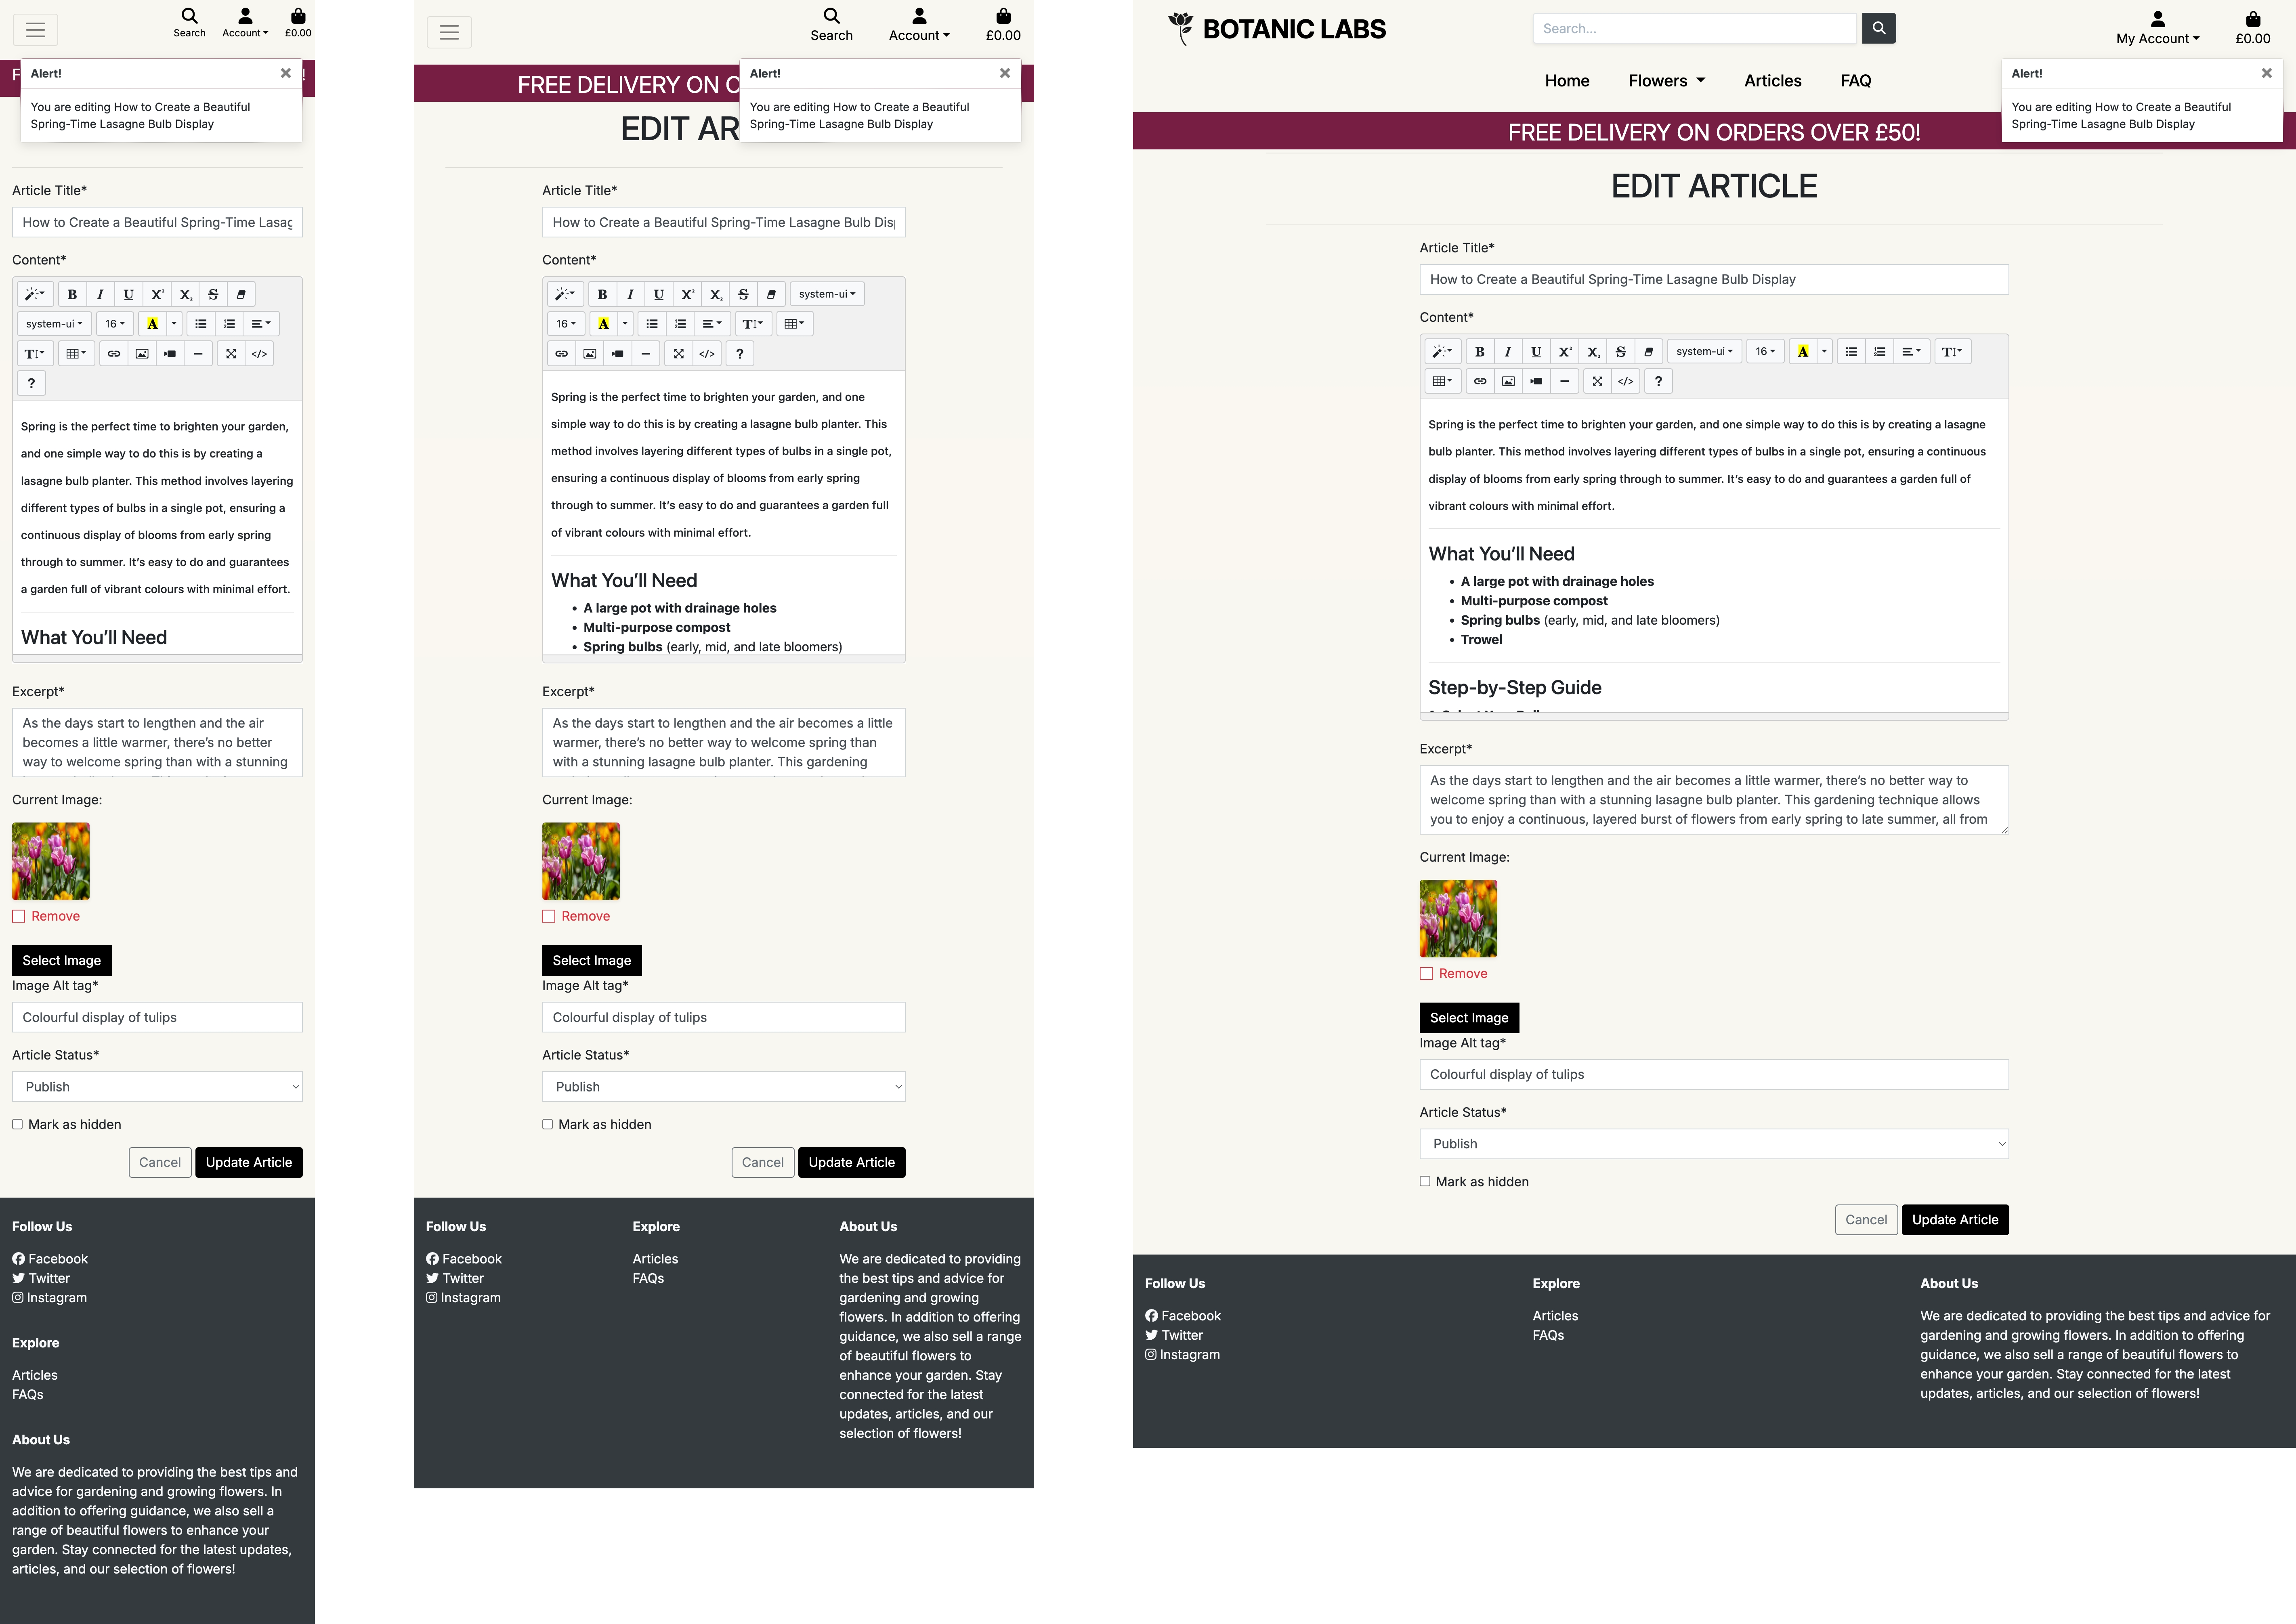 Search
Account
£0.00
F
!
Alert!
×
You are editing How to Create a Beautiful
Spring-Time Lasagne Bulb Display
Article Title*
How to Create a Beautiful Spring-Time Lasag
Content*
B I U X² X₂ S
system-ui
16
A
T
</>
?
Spring is the perfect time to brighten your garden,
and one simple way to do this is by creating a
lasagne bulb planter. This method involves layering
different types of bulbs in a single pot, ensuring a
continuous display of blooms from early spring
through to summer. It’s easy to do and guarantees
a garden full of vibrant colours with minimal effort.
What You’ll Need
Excerpt*
As the days start to lengthen and the air
becomes a little warmer, there’s no better
way to welcome spring than with a stunning
Current Image:
Remove
Select Image
Image Alt tag*
Colourful display of tulips
Article Status*
Publish
Mark as hidden
Cancel
Update Article
Follow Us
Facebook
Twitter
Instagram
Explore
Articles
FAQs
About Us
We are dedicated to providing the best tips and
advice for gardening and growing flowers. In
addition to offering guidance, we also sell a
range of beautiful flowers to enhance your
garden. Stay connected for the latest updates,
articles, and our selection of flowers!
Search
Account
£0.00
FREE DELIVERY ON O
Alert!
×
You are editing How to Create a Beautiful
Spring-Time Lasagne Bulb Display
EDIT AR
Article Title*
How to Create a Beautiful Spring-Time Lasagne Bulb Disp
Content*
B I U X² X₂ S
system-ui
16
A
T
</>
?
Spring is the perfect time to brighten your garden, and one
simple way to do this is by creating a lasagne bulb planter. This
method involves layering different types of bulbs in a single pot,
ensuring a continuous display of blooms from early spring
through to summer. It’s easy to do and guarantees a garden full
of vibrant colours with minimal effort.
What You’ll Need
• A large pot with drainage holes
• Multi-purpose compost
• Spring bulbs (early, mid, and late bloomers)
Excerpt*
As the days start to lengthen and the air becomes a little
warmer, there’s no better way to welcome spring than
with a stunning lasagne bulb planter. This gardening
Current Image:
Remove
Select Image
Image Alt tag*
Colourful display of tulips
Article Status*
Publish
Mark as hidden
Cancel
Update Article
Follow Us
Facebook
Twitter
Instagram
Explore
Articles
FAQs
About Us
We are dedicated to providing
the best tips and advice for
gardening and growing
flowers. In addition to offering
guidance, we also sell a range
of beautiful flowers to
enhance your garden. Stay
connected for the latest
updates, articles, and our
selection of flowers!
BOTANIC LABS
Search...
My Account
£0.00
Home
Flowers
Articles
FAQ
Alert!
×
You are editing How to Create a Beautiful
Spring-Time Lasagne Bulb Display
FREE DELIVERY ON ORDERS OVER £50!
EDIT ARTICLE
Article Title*
How to Create a Beautiful Spring-Time Lasagne Bulb Display
Content*
B I U X² X₂ S
system-ui
16
A
T
</>
?
Spring is the perfect time to brighten your garden, and one simple way to do this is by creating a lasagne
bulb planter. This method involves layering different types of bulbs in a single pot, ensuring a continuous
display of blooms from early spring through to summer. It’s easy to do and guarantees a garden full of
vibrant colours with minimal effort.
What You’ll Need
• A large pot with drainage holes
• Multi-purpose compost
• Spring bulbs (early, mid, and late bloomers)
• Trowel
Step-by-Step Guide
Excerpt*
As the days start to lengthen and the air becomes a little warmer, there’s no better way to
welcome spring than with a stunning lasagne bulb planter. This gardening technique allows
you to enjoy a continuous, layered burst of flowers from early spring to late summer, all from
Current Image:
Remove
Select Image
Image Alt tag*
Colourful display of tulips
Article Status*
Publish
Mark as hidden
Cancel
Update Article
Follow Us
Facebook
Twitter
Instagram
Explore
Articles
FAQs
About Us
We are dedicated to providing the best tips and advice for
gardening and growing flowers. In addition to offering
guidance, we also sell a range of beautiful flowers to
enhance your garden. Stay connected for the latest
updates, articles, and our selection of flowers!